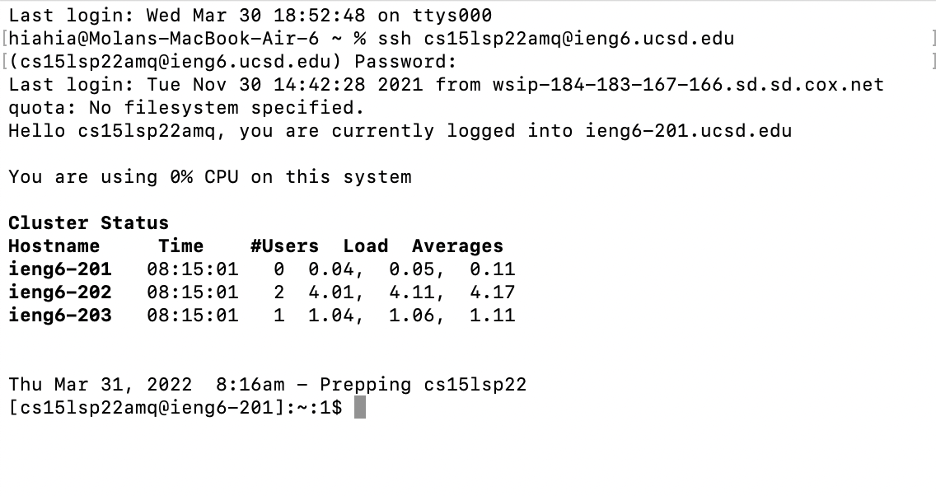 Last login: Wed Mar 30 18:52:48 on ttys000
[hiahia@Molans-MacBook-Air-6 ~ % ssh cs15lsp22amq@ieng6.ucsd.edu ]
[(cs15lsp22amq@ieng6.ucsd.edu) Password: ]
Last login: Tue Nov 30 14:42:28 2021 from wsip-184-183-167-166.sd.sd.cox.net
quota: No filesystem specified.
Hello cs15lsp22amq, you are currently logged into ieng6-201.ucsd.edu
You are using 0% CPU on this system
Cluster Status
Hostname Time #Users Load Averages
ieng6-201 08:15:01 0 0.04, 0.05, 0.11
ieng6-202 08:15:01 2 4.01, 4.11, 4.17
ieng6-203 08:15:01 1 1.04, 1.06, 1.11
Thu Mar 31, 2022 8:16am - Prepping cs15lsp22
[cs15lsp22amq@ieng6-201]:~:1$